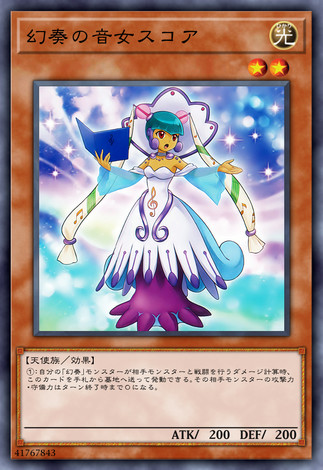 幻奏の音女スコア
光
【天使族／効果】
①：自分の「幻奏」モンスターが相手モンスターと戦闘を行うダメージ計算時、
このカードを手札から墓地へ送って発動できる。その相手モンスターの攻撃力
・守備力はターン終了時まで０になる。
ATK/ 200 DEF/ 200
41767843